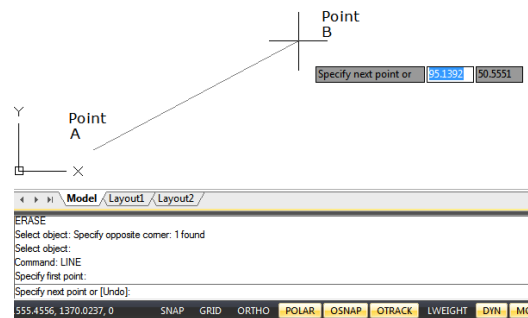 Point
B
Specify next point or 95.1392 50.5551
Y
Point
A
X
Model Layout1 Layout2
ERASE
Select object: Specify opposite corner: 1 found
Select object:
Command: LINE
Specify first point:
Specify next point or [Undo]:
555.4556, 1370.0237, 0 SNAP GRID ORTHO POLAR OSNAP OTRACK LWEIGHT DYN MO